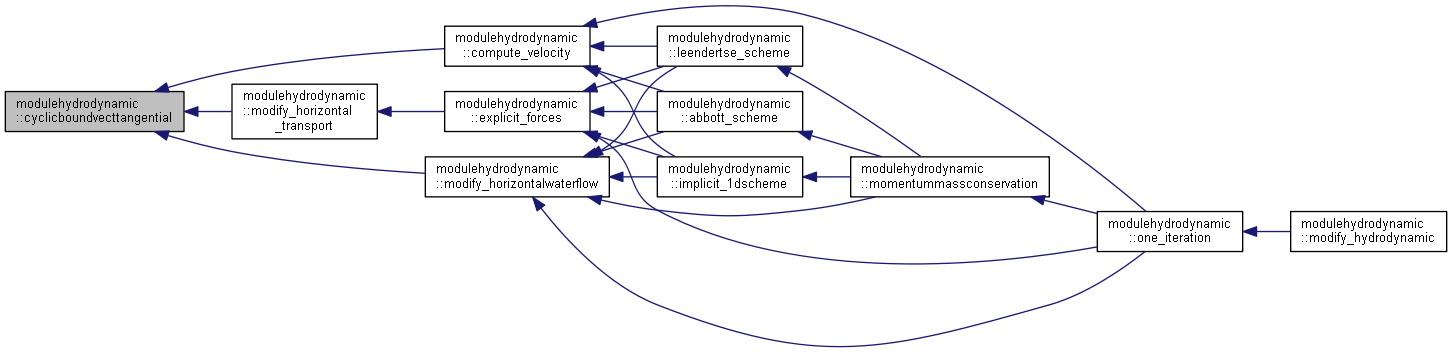 modulehydrodynamic
::cyclicboundvecttangential
modulehydrodynamic
::compute_velocity
modulehydrodynamic
::modify_horizontal
_transport
modulehydrodynamic
::explicit_forces
modulehydrodynamic
::modify_horizontalwaterflow
modulehydrodynamic
::leendertse_scheme
modulehydrodynamic
::abbott_scheme
modulehydrodynamic
::implicit_1dscheme
modulehydrodynamic
::momentummassconservation
modulehydrodynamic
::one_iteration
modulehydrodynamic
::modify_hydrodynamic